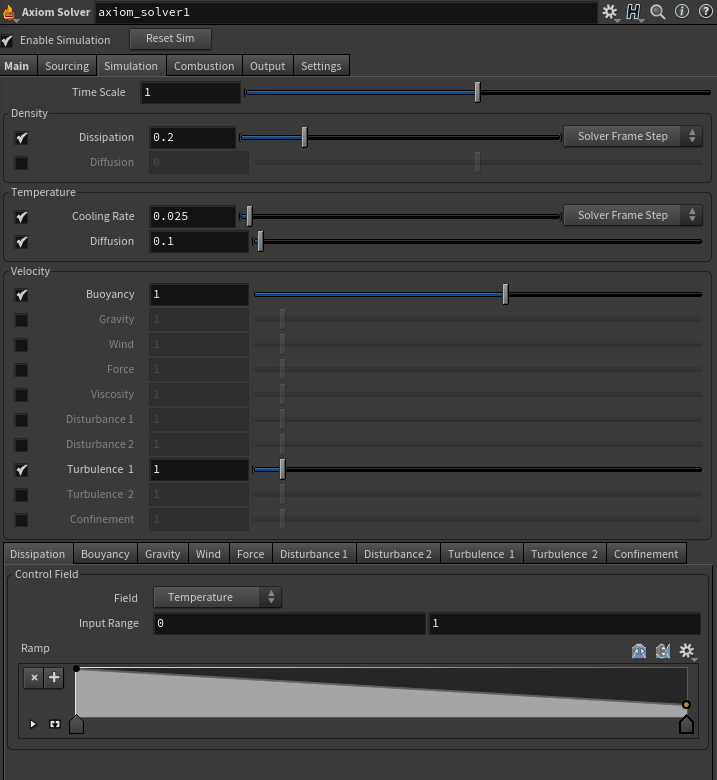 Axiom Solver axiom_solver1
Enable Simulation Reset Sim
Main Sourcing Simulation Combustion Output Settings
Time Scale 1
Density
Dissipation 0.2 Solver Frame Step
Diffusion 0
Temperature
Cooling Rate 0.025 Solver Frame Step
Diffusion 0.1
Velocity
Buoyancy 1
Gravity 1
Wind 1
Force 1
Viscosity 1
Disturbance 1 1
Disturbance 2 1
Turbulence 1 1
Turbulence 2 1
Confinement 1
Dissipation Buoyancy Gravity Wind Force Disturbance 1 Disturbance 2 Turbulence 1 Turbulence 2 Confinement
Control Field
Field Temperature
Input Range 0 1
Ramp